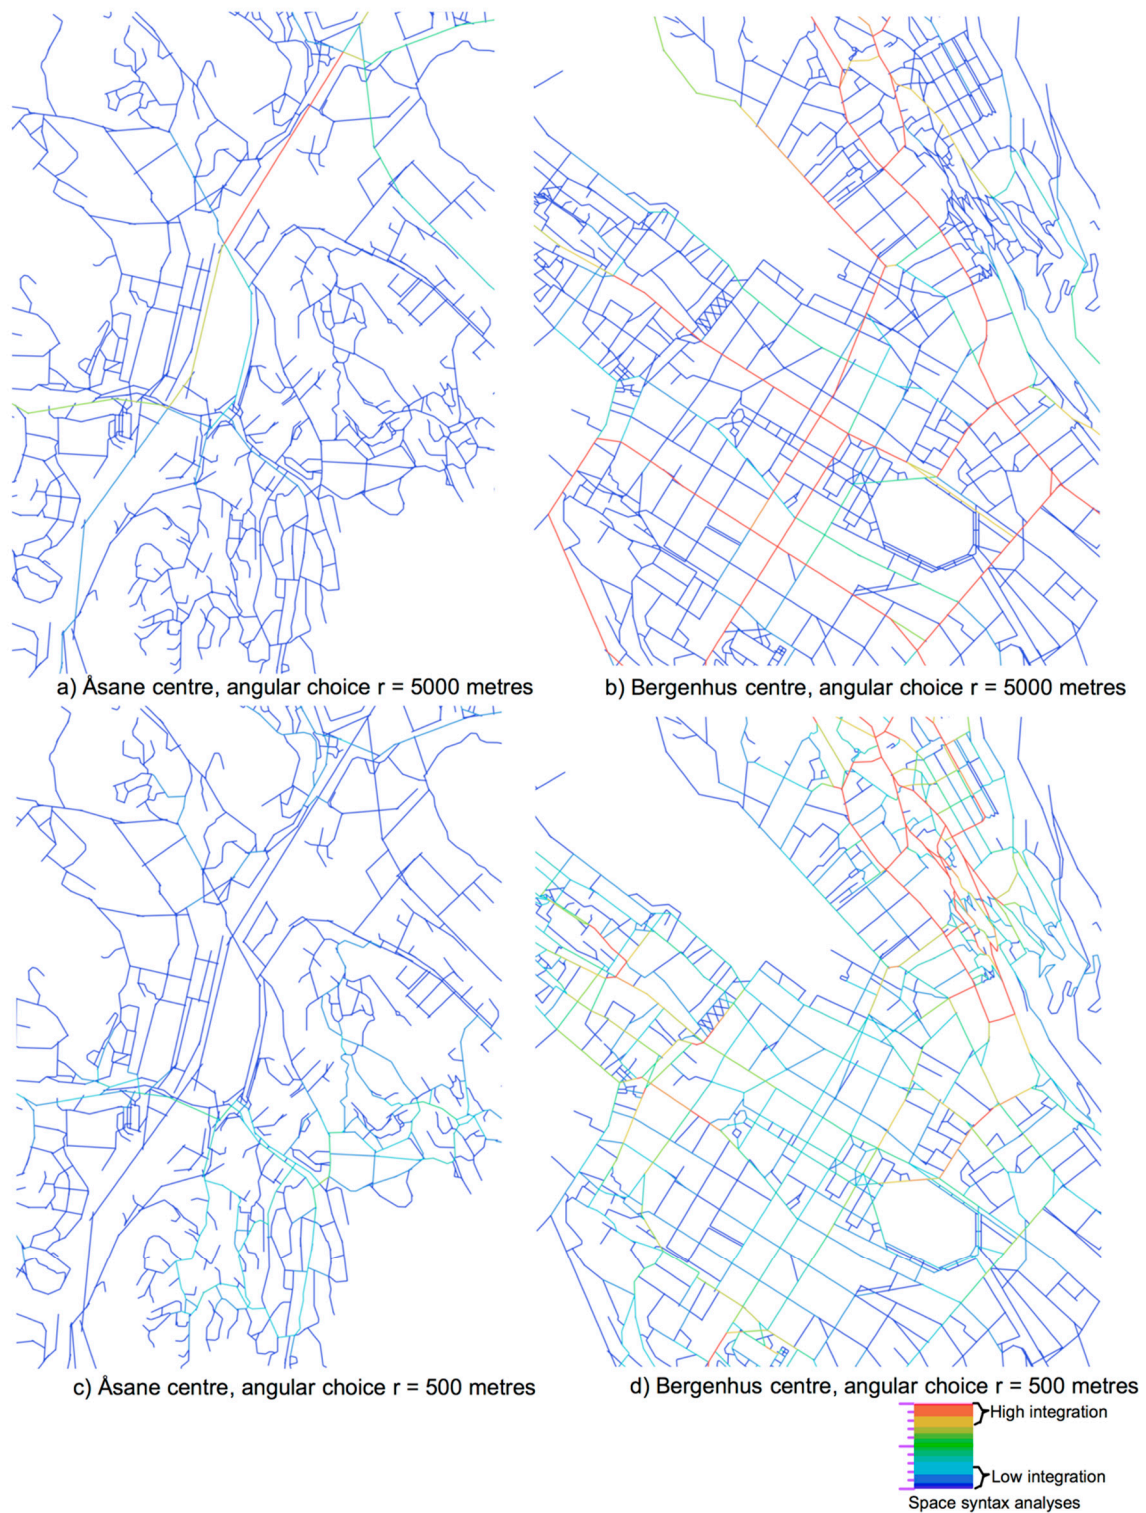 a) Åsane centre, angular choice r = 5000 metres
b) Bergenhus centre, angular choice r = 5000 metres
c) Åsane centre, angular choice r = 500 metres
d) Bergenhus centre, angular choice r = 500 metres
High integration
Low integration
Space syntax analyses